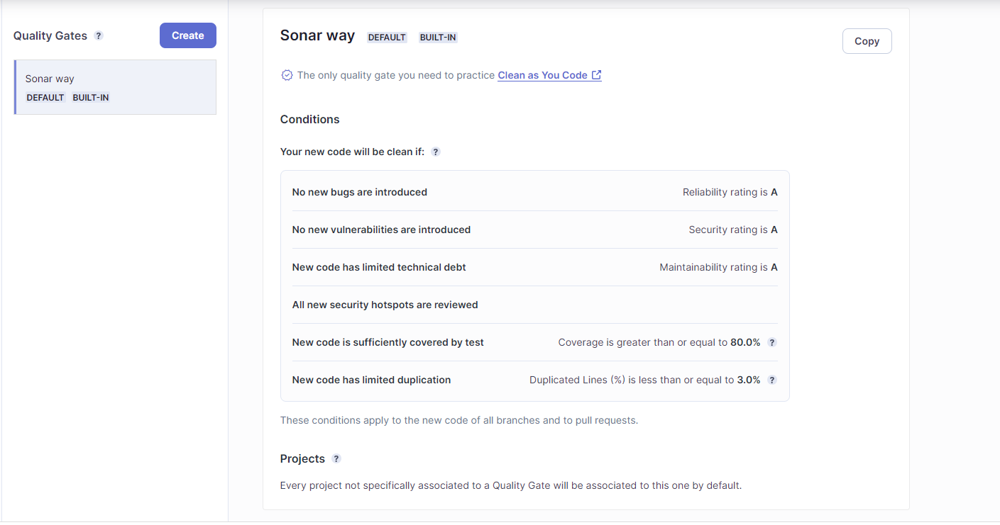 Quality Gates ?
Create
Sonar way
DEFAULT BUILT-IN
Sonar way DEFAULT BUILT-IN
Copy
The only quality gate you need to practice Clean as You Code
Conditions
Your new code will be clean if: ?
No new bugs are introduced Reliability rating is A
No new vulnerabilities are introduced Security rating is A
New code has limited technical debt Maintainability rating is A
All new security hotspots are reviewed
New code is sufficiently covered by test Coverage is greater than or equal to 80.0% ?
New code has limited duplication Duplicated Lines (%) is less than or equal to 3.0% ?
These conditions apply to the new code of all branches and to pull requests.
Projects ?
Every project not specifically associated to a Quality Gate will be associated to this one by default.